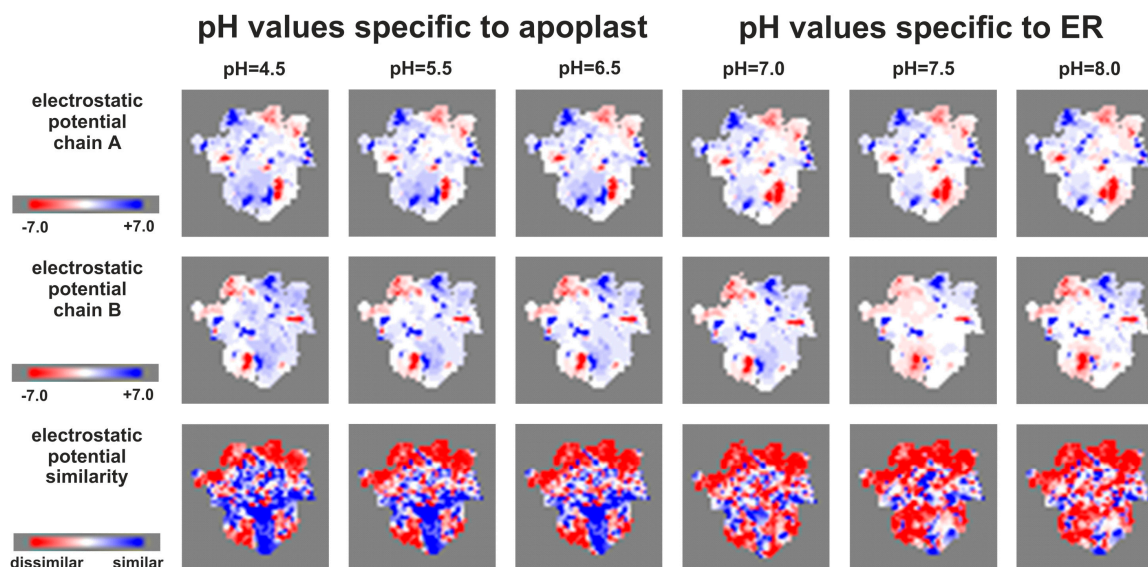 pH values specific to apoplast pH values specific to ER
pH=4.5 pH=5.5 pH=6.5 pH=7.0 pH=7.5 pH=8.0
electrostatic
potential
chain A
-7.0 +7.0
electrostatic
potential
chain B
-7.0 +7.0
electrostatic
potential
similarity
dissimilar similar